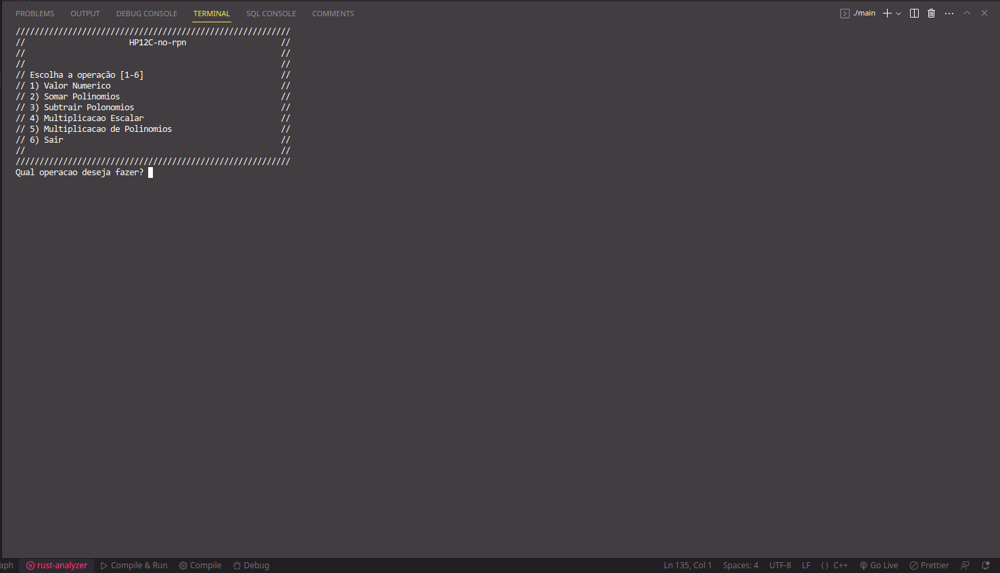 PROBLEMS OUTPUT DEBUG CONSOLE TERMINAL SQL CONSOLE COMMENTS ./main
//////////////////////////////////////////////////////////
// HP12C-no-rpn //
// //
// //
// Escolha a operação [1-6] //
// 1) Valor Numerico //
// 2) Somar Polinomios //
// 3) Subtrair Polonomios //
// 4) Multiplicacao Escalar //
// 5) Multiplicacao de Polinomios //
// 6) Sair //
// //
//////////////////////////////////////////////////////////
Qual operacao deseja fazer?
aph rust-analyzer Compile & Run Compile Debug Ln 135, Col 1 Spaces: 4 UTF-8 LF {} C++ Go Live Prettier